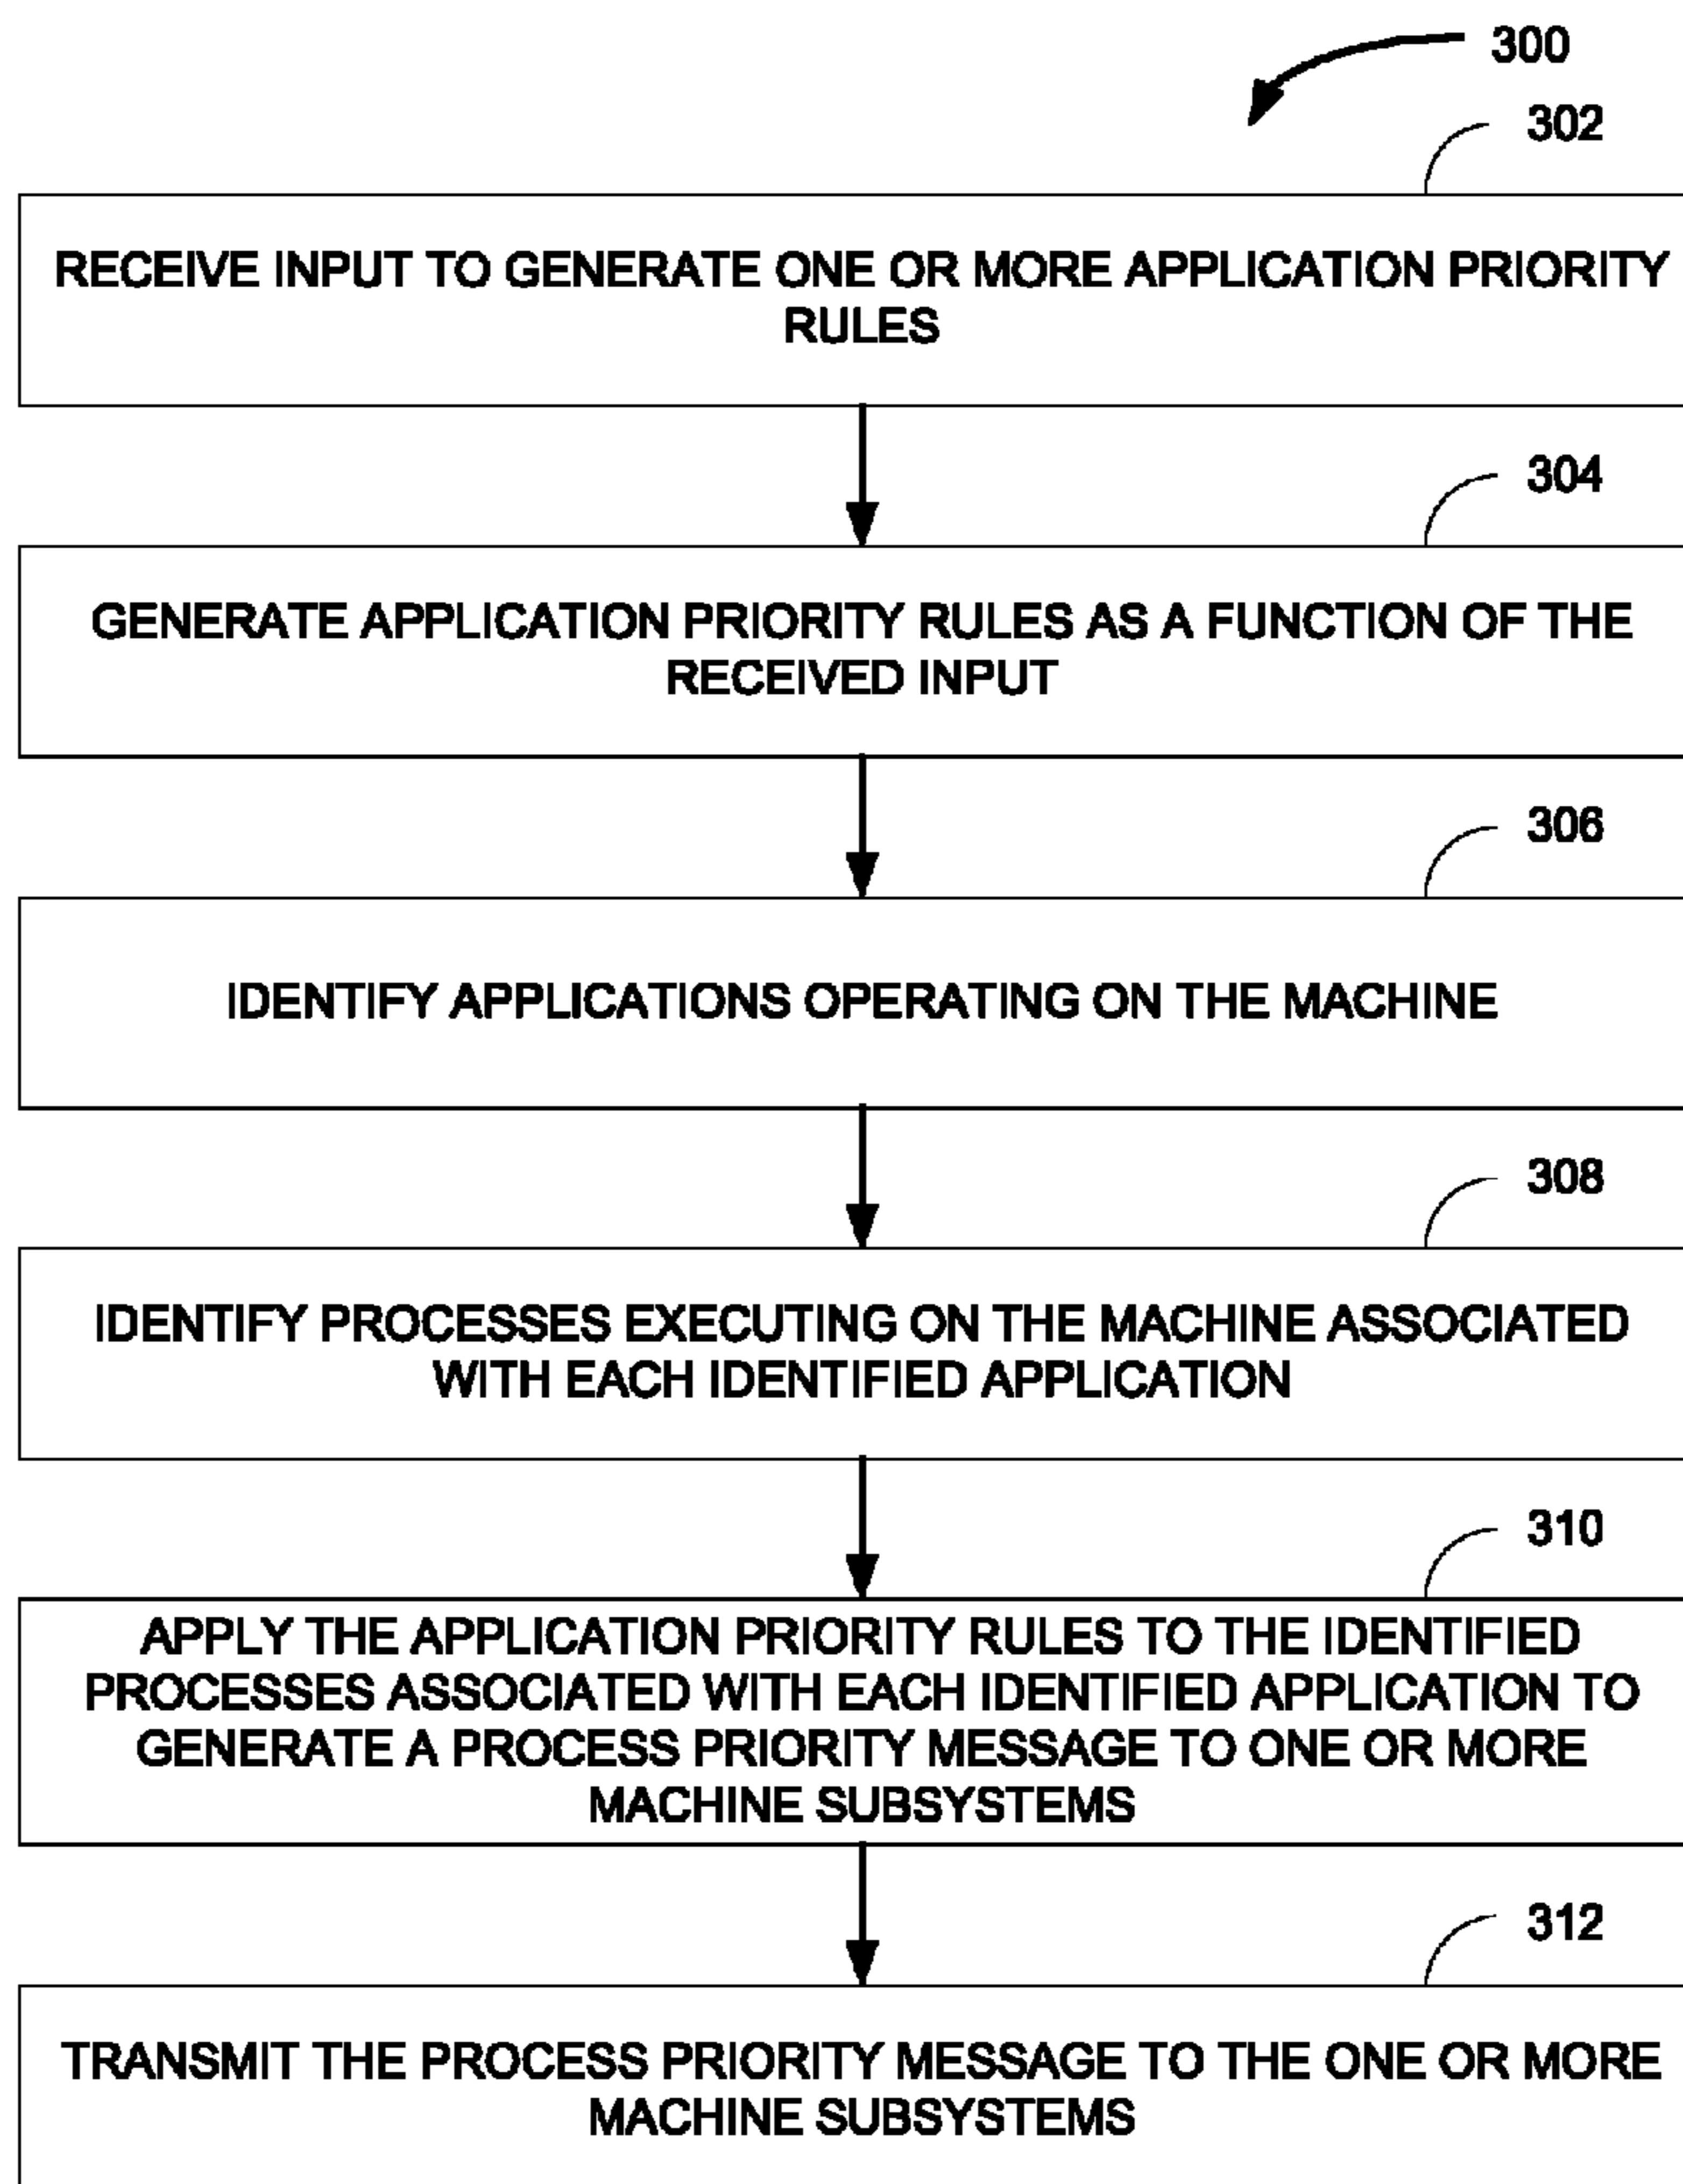 300
302
RECEIVE INPUT TO GENERATE ONE OR MORE APPLICATION PRIORITY
RULES
304
GENERATE APPLICATION PRIORITY RULES AS A FUNCTION OF THE
RECEIVED INPUT
306
IDENTIFY APPLICATIONS OPERATING ON THE MACHINE
308
IDENTIFY PROCESSES EXECUTING ON THE MACHINE ASSOCIATED
WITH EACH IDENTIFIED APPLICATION
310
APPLY THE APPLICATION PRIORITY RULES TO THE IDENTIFIED
PROCESSES ASSOCIATED WITH EACH IDENTIFIED APPLICATION TO
GENERATE A PROCESS PRIORITY MESSAGE TO ONE OR MORE
MACHINE SUBSYSTEMS
312
TRANSMIT THE PROCESS PRIORITY MESSAGE TO THE ONE OR MORE
MACHINE SUBSYSTEMS